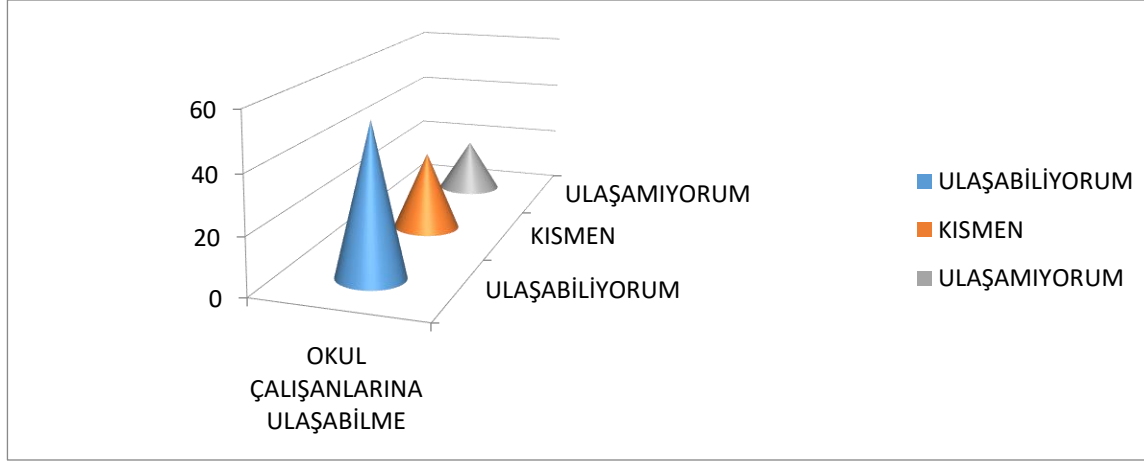 60
40
20
0
ULAŞAMIYORUM
KISMEN
ULAŞABİLİYORUM
OKUL
ÇALIŞANLARINA
ULAŞABİLME
ULAŞABİLİYORUM
KISMEN
ULAŞAMIYORUM